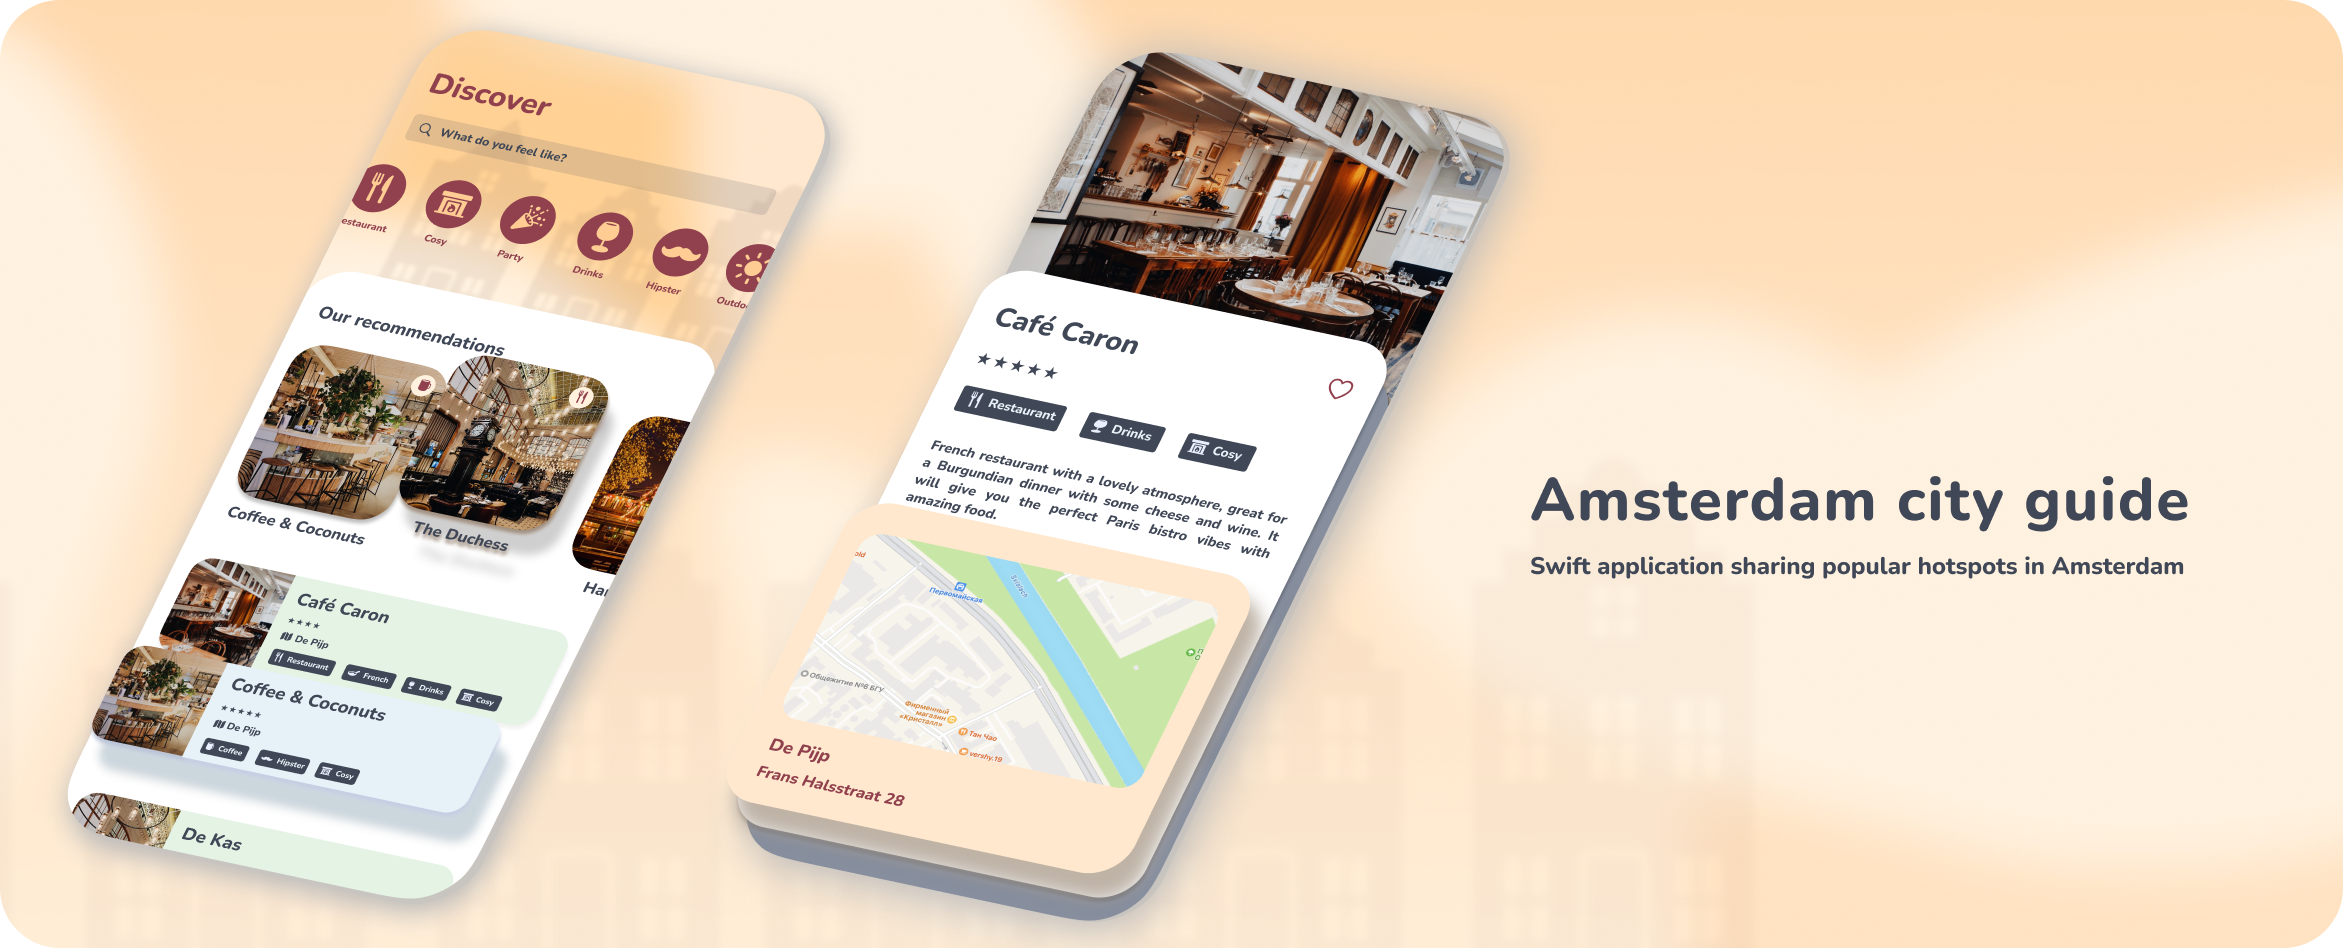 Discover
What do you feel like?
estaurant
Cosy
Party
Drinks
Hipster
Outdo
Our recommendations
Coffee & Coconuts
The Duchess
Har
Café Caron
De Pijp
Restaurant
French
Drinks
Cosy
Coffee & Coconuts
De Pijp
Coffee
Hipster
Cosy
De Kas
Café Caron
Restaurant
Drinks
Cosy
French restaurant with a lovely atmosphere, great for
a Burgundian dinner with some cheese and wine. It
will give you the perfect Paris bistro vibes with
amazing food.
old
Первомайская
Svislach
Общежитие №6 БГУ
Фирменный
магазин
«Кристалл»
Тан Чао
vershy.19
De Pijp
Frans Halsstraat 28
Amsterdam city guide
Swift application sharing popular hotspots in Amsterdam